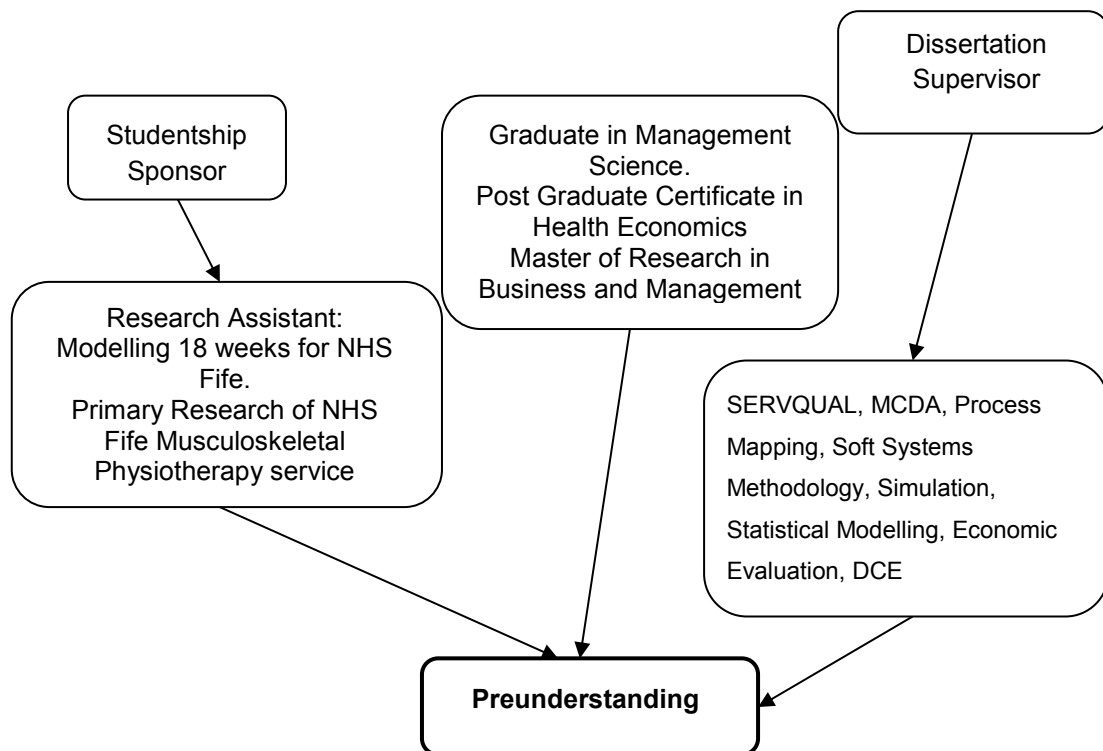 Studentship
Sponsor
Research Assistant:
Modelling 18 weeks for NHS
Fife.
Primary Research of NHS
Fife Musculoskeletal
Physiotherapy service
Graduate in Management
Science.
Post Graduate Certificate in
Health Economics
Master of Research in
Business and Management
Dissertation
Supervisor
SERVQUAL, MCDA, Process
Mapping, Soft Systems
Methodology, Simulation,
Statistical Modelling, Economic
Evaluation, DCE
Preunderstanding